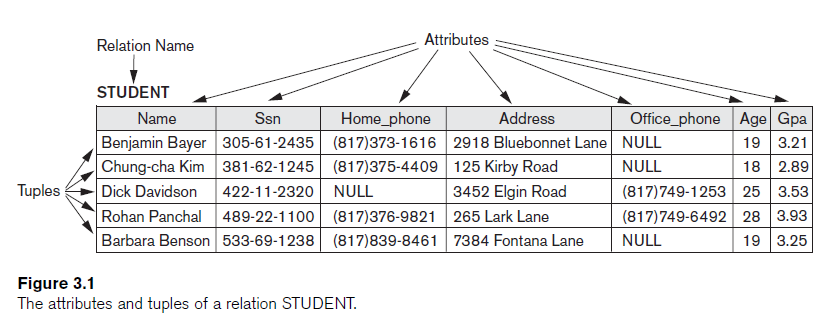 Relation Name
Attributes
STUDENT
Name Ssn Home_phone Address Office_phone Age Gpa
Benjamin Bayer 305-61-2435 (817)373-1616 2918 Bluebonnet Lane NULL 19 3.21
Chung-cha Kim 381-62-1245 (817)375-4409 125 Kirby Road NULL 18 2.89
Tuples Dick Davidson 422-11-2320 NULL 3452 Elgin Road (817)749-1253 25 3.53
Rohan Panchal 489-22-1100 (817)376-9821 265 Lark Lane (817)749-6492 28 3.93
Barbara Benson 533-69-1238 (817)839-8461 7384 Fontana Lane NULL 19 3.25
Figure 3.1
The attributes and tuples of a relation STUDENT.